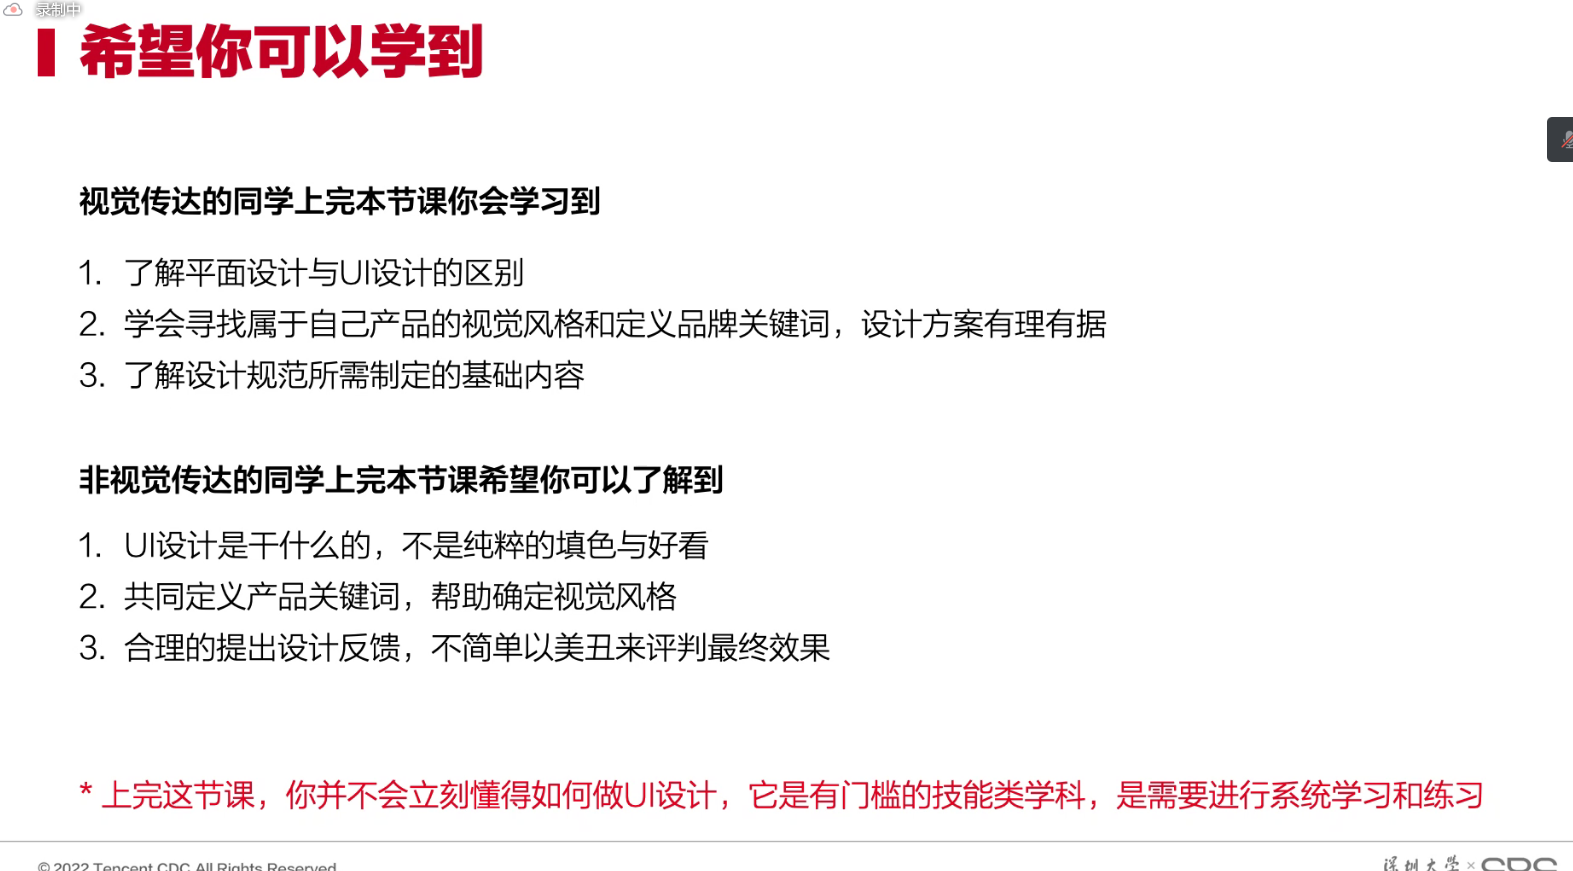 录制中
希望你可以学到
视觉传达的同学上完本节课你会学习到
1. 了解平面设计与UI设计的区别
2. 学会寻找属于自己产品的视觉风格和定义品牌关键词，设计方案有理有据
3. 了解设计规范所需制定的基础内容
非视觉传达的同学上完本节课希望你可以了解到
1. UI设计是干什么的，不是纯粹的填色与好看
2. 共同定义产品关键词，帮助确定视觉风格
3. 合理的提出设计反馈，不简单以美丑来评判最终效果
* 上完这节课，你并不会立刻懂得如何做UI设计，它是有门槛的技能类学科，是需要进行系统学习和练习
© 2022 Tencent CDC All Rights Reserved
深圳大学 × CDC